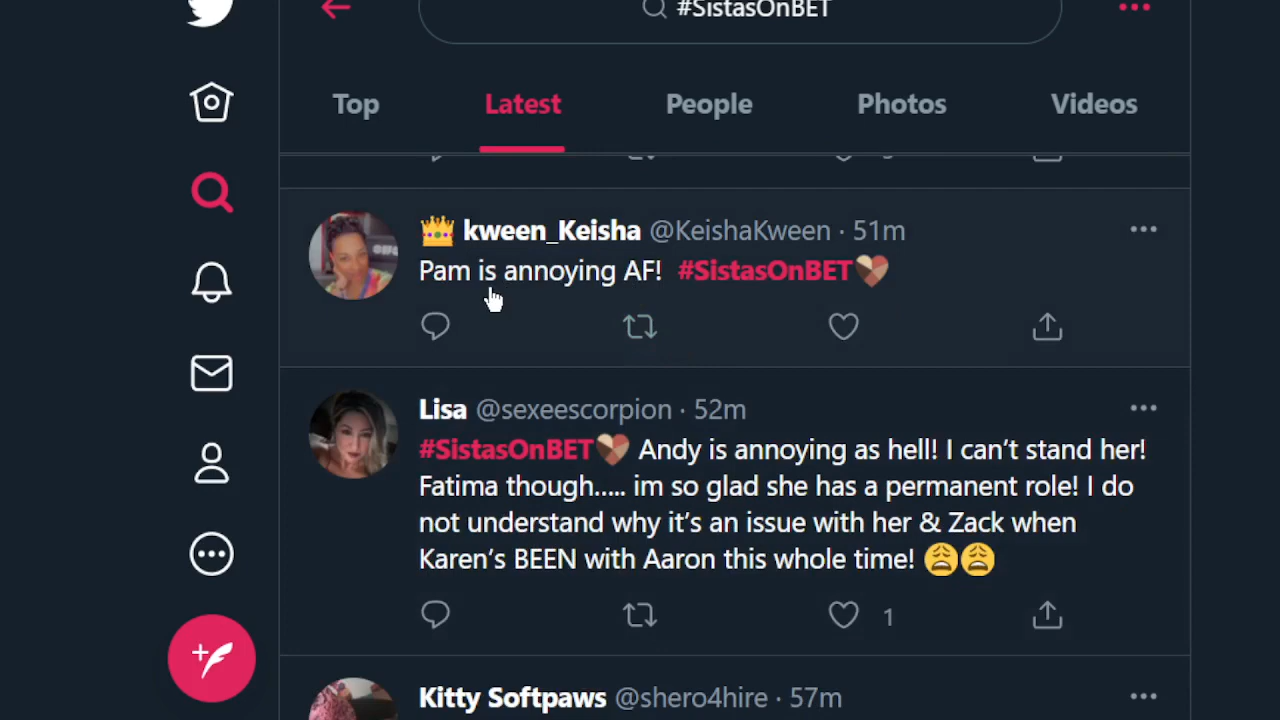 #SistasOnBET
Top Latest People Photos Videos
👑 kween_Keisha @KeishaKween · 51m
Pam is annoying AF! #SistasOnBET
Lisa @sexeescorpion · 52m
#SistasOnBET Andy is annoying as hell! I can't stand her!
Fatima though..... im so glad she has a permanent role! I do
not understand why it's an issue with her & Zack when
Karen's BEEN with Aaron this whole time! 😩😩
1
Kitty Softpaws @shero4hire · 57m